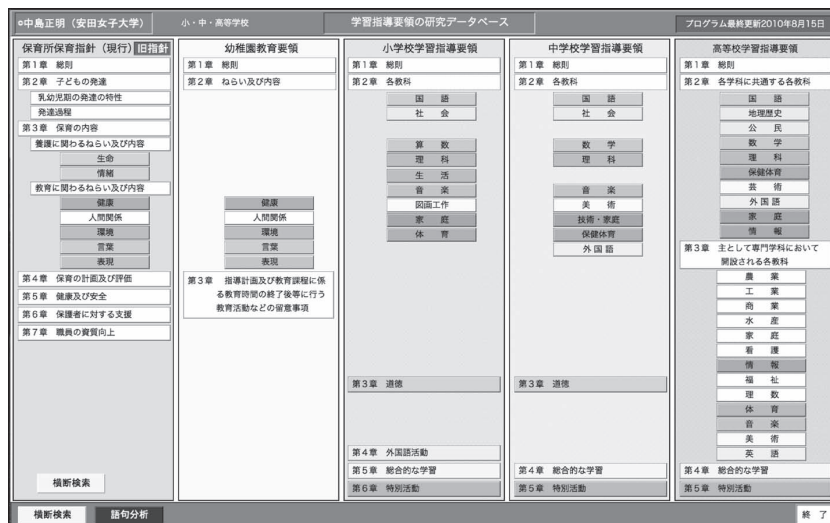 ○中島正明（安田女子大学）
小・中・高等学校
学習指導要領の研究データベース
プログラム最終更新2010年8月15日
保育所保育指針（現行）
旧指針
第1章 総則
第2章 子どもの発達
乳幼児期の発達の特性
発達過程
第3章 保育の内容
養護に関わるねらい及び内容
生命
情緒
教育に関わるねらい及び内容
健康
人間関係
環境
言葉
表現
第4章 保育の計画及び評価
第5章 健康及び安全
第6章 保護者に対する支援
第7章 職員の資質向上
横断検索
幼稚園教育要領
第1章 総則
第2章 ねらい及び内容
健康
人間関係
環境
言葉
表現
第3章 指導計画及び教育課程に係
る教育時間の終了後等に行う
教育活動などの留意事項
小学校学習指導要領
第1章 総則
第2章 各教科
国 語
社 会
算 数
理 科
生 活
音 楽
図画工作
家 庭
体 育
第3章 道徳
第4章 外国語活動
第5章 総合的な学習
第6章 特別活動
中学校学習指導要領
第1章 総則
第2章 各教科
国 語
社 会
数 学
理 科
音 楽
美 術
技術・家庭
保健体育
外 国 語
第3章 道徳
第4章 総合的な学習
第5章 特別活動
高等校学習指導要領
第1章 総則
第2章 各学科に共通する各教科
国 語
地理歴史
公 民
数 学
理 科
保健体育
芸 術
外 国 語
家 庭
情 報
第3章 主として専門学科において
開設される各教科
農 業
工 業
商 業
水 産
家 庭
看 護
情 報
福 祉
理 数
体 育
音 楽
美 術
英 語
第4章 総合的な学習
第5章 特別活動
横断検索
語句分析
終 了